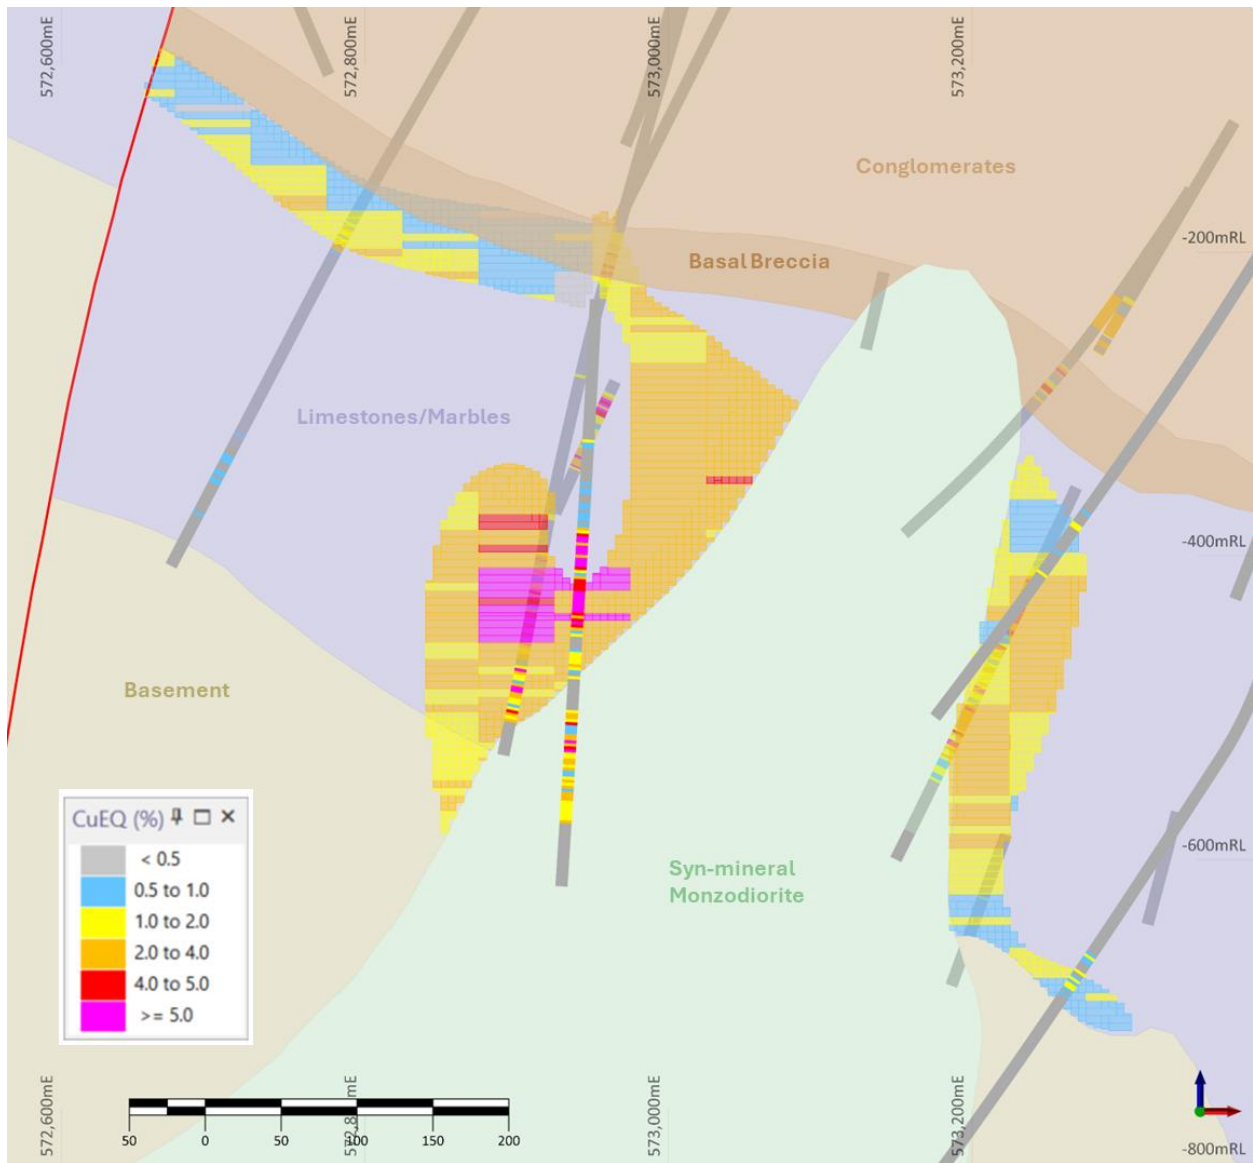 572,600mE
572,800mE
573,000mE
573,200mE
Conglomerates
-200mRL
Basal Breccia
Limestones/Marbles
-400mRL
Basement
CuEQ (%)
< 0.5
0.5 to 1.0
1.0 to 2.0
2.0 to 4.0
4.0 to 5.0
>= 5.0
-600mRL
Syn-mineral
Monzodiorite
572,600mE
572,800mE
573,000mE
573,200mE
50 0 50 100 150 200
-800mRL